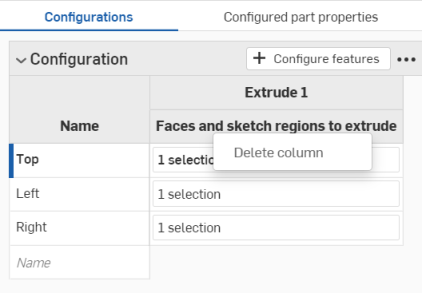 Configurations Configured part properties
Configuration + Configure features
Extrude 1
Name Faces and sketch regions to extrude
Top 1 selectio
Delete column
Left 1 selection
Right 1 selection
Name